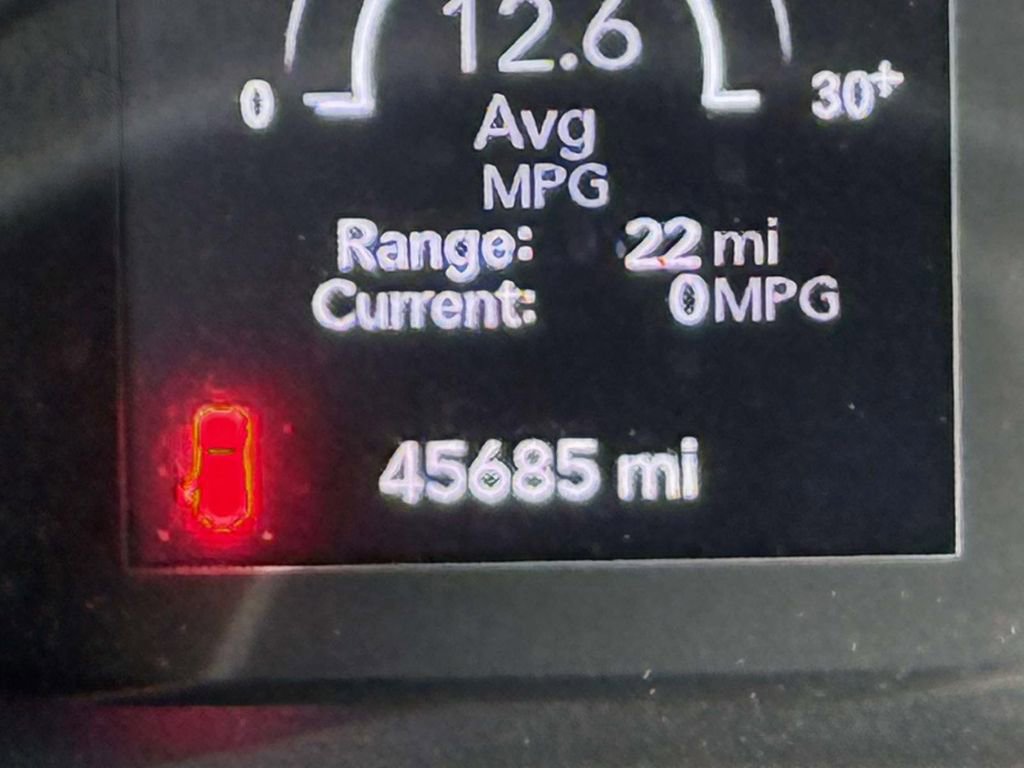 12.6
0 30+
Avg
MPG
Range: 22 mi
Current: 0 MPG
45685 mi